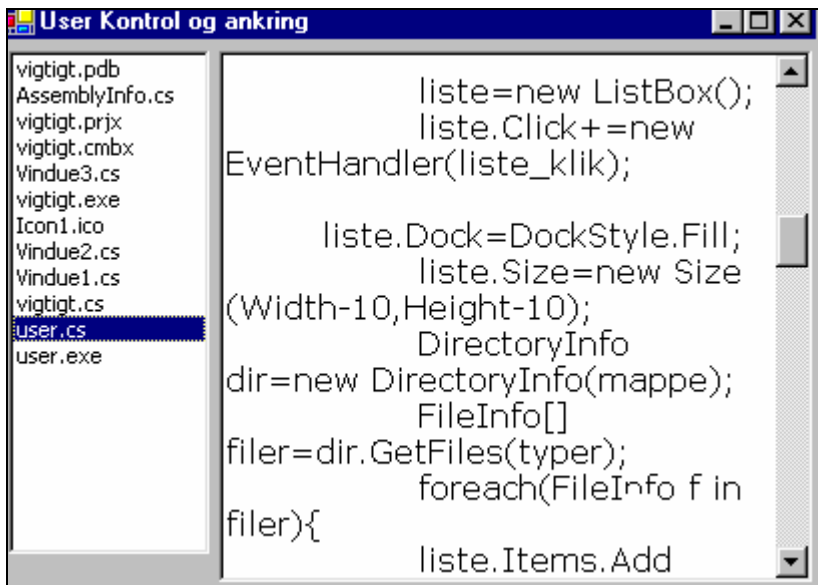 User Kontrol og ankring
vigtigt.pdb
AssemblyInfo.cs
vigtigt.prjx
vigtigt.cmbx
Vindue3.cs
vigtigt.exe
Icon1.ico
Vindue2.cs
Vindue1.cs
vigtigt.cs
user.cs
user.exe
liste=new ListBox();
liste.Click+=new
EventHandler(liste_klik);
liste.Dock=DockStyle.Fill;
liste.Size=new Size
(Width-10,Height-10);
DirectoryInfo
dir=new DirectoryInfo(mappe);
FileInfo[]
filer=dir.GetFiles(typer);
foreach(FileInfo f in
filer){
liste.Items.Add